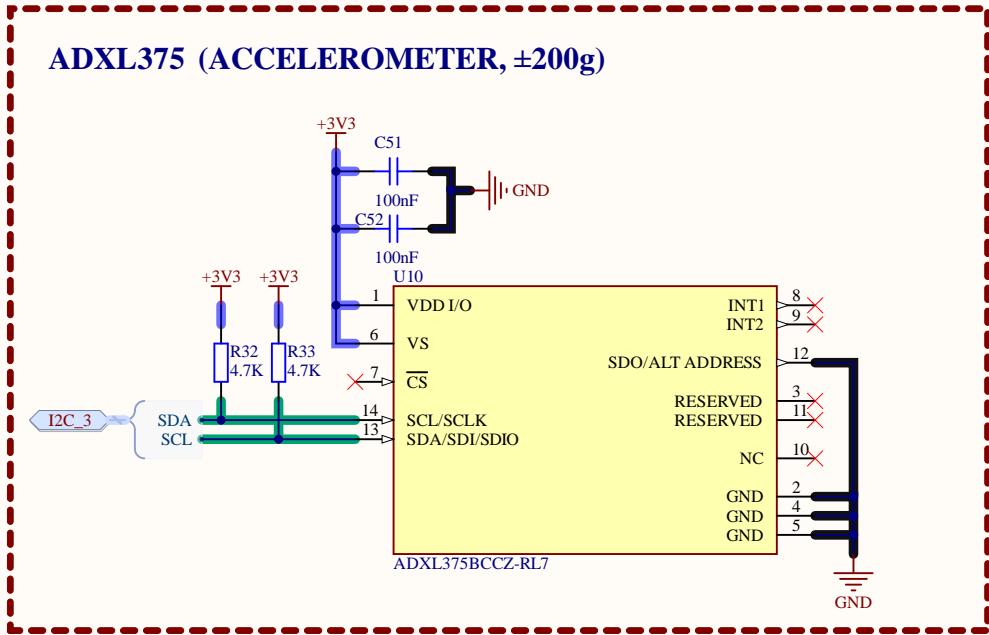 ADXL375 (ACCELEROMETER, ±200g)
+3V3
C51
100nF
GND
C52
100nF
+3V3
+3V3
R32
4.7K
R33
4.7K
U10
1
VDD I/O
6
VS
7
CS
14
SCL/SCLK
13
SDA/SDI/SDIO
I2C_3
SDA
SCL
INT1
8
INT2
9
SDO/ALT ADDRESS
12
RESERVED
3
RESERVED
11
NC
10
GND
2
GND
4
GND
5
ADXL375BCCZ-RL7
GND